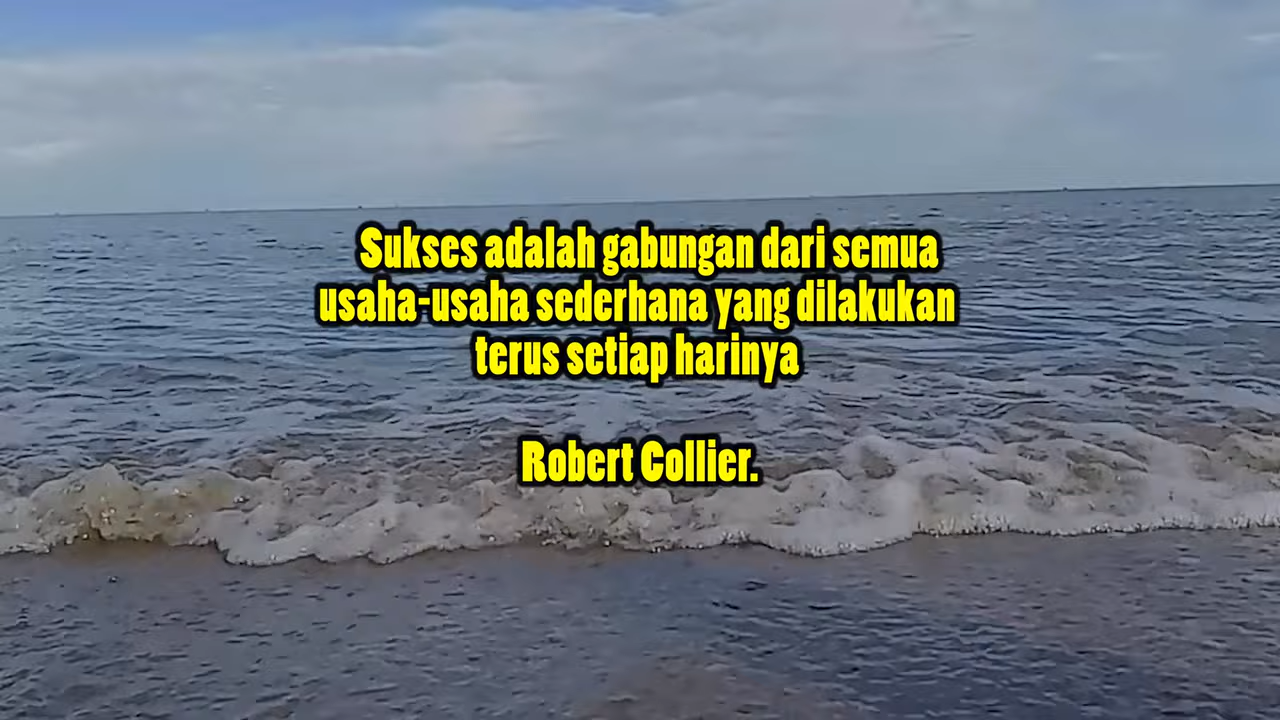 Sukses adalah gabungan dari semua
usaha-usaha sederhana yang dilakukan
terus setiap harinya
Robert Collier.